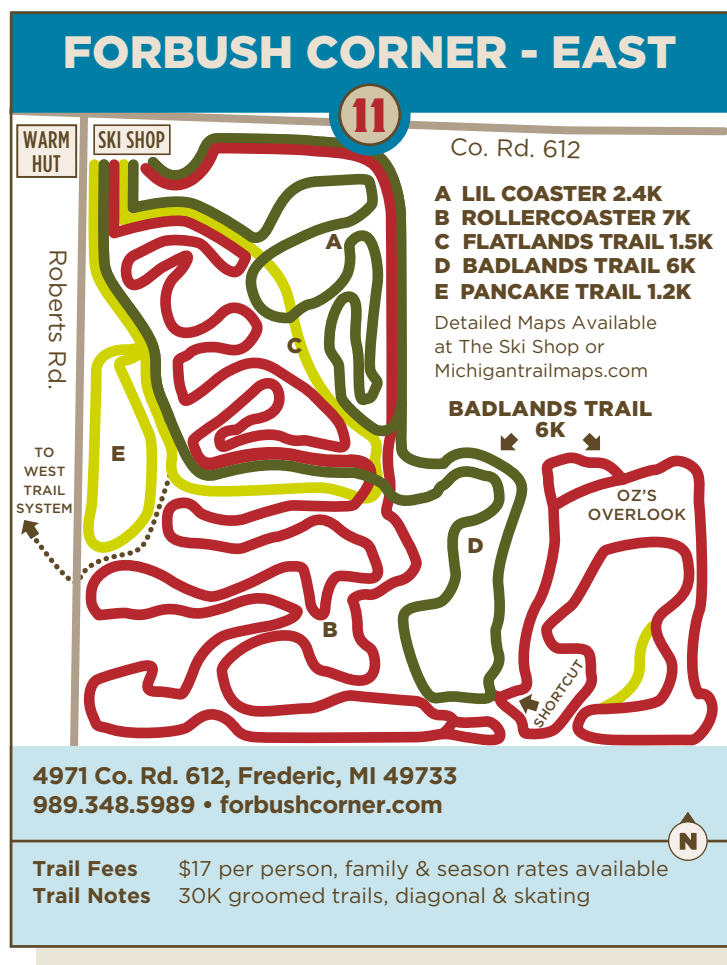 FORBUSH CORNER - EAST
11
WARM
HUT
SKI SHOP
Co. Rd. 612
A LIL COASTER 2.4K
B ROLLERCOASTER 7K
C FLATLANDS TRAIL 1.5K
D BADLANDS TRAIL 6K
E PANCAKE TRAIL 1.2K
Detailed Maps Available
at The Ski Shop or
Michigantrailmaps.com
Roberts Rd.
A
C
BADLANDS TRAIL
6K
E
TO
WEST
TRAIL
SYSTEM
OZ'S
OVERLOOK
D
B
SHORTCUT
4971 Co. Rd. 612, Frederic, MI 49733
989.348.5989 • forbushcorner.com
N
Trail Fees $17 per person, family & season rates available
Trail Notes 30K groomed trails, diagonal & skating